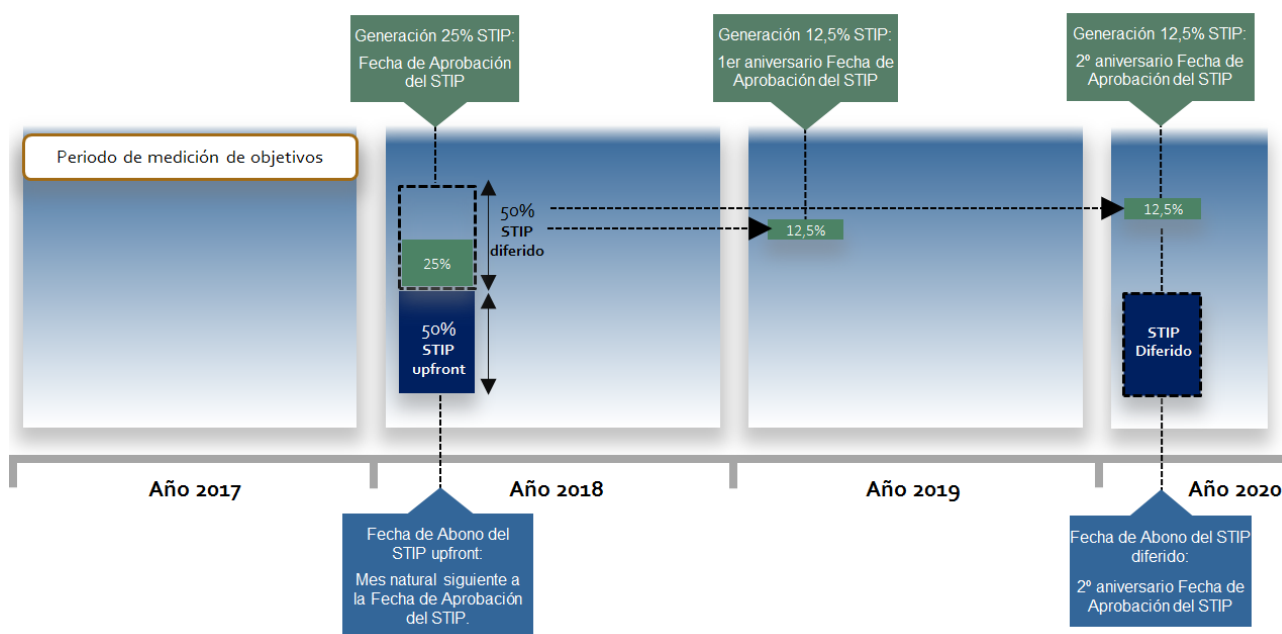 Generación 25% STIP:
Fecha de Aprobación
del STIP
Generación 12,5% STIP:
1er aniversario Fecha de
Aprobación del STIP
Generación 12,5% STIP:
2º aniversario Fecha de
Aprobación del STIP
Periodo de medición de objetivos
50%
STIP
diferido
25%
12,5%
12,5%
50%
STIP
upfront
STIP
Diferido
Año 2017
Año 2018
Año 2019
Año 2020
Fecha de Abono del
STIP upfront:
Mes natural siguiente a
la Fecha de Aprobación
del STIP.
Fecha de Abono del STIP
diferido:
2º aniversario Fecha de
Aprobación del STIP